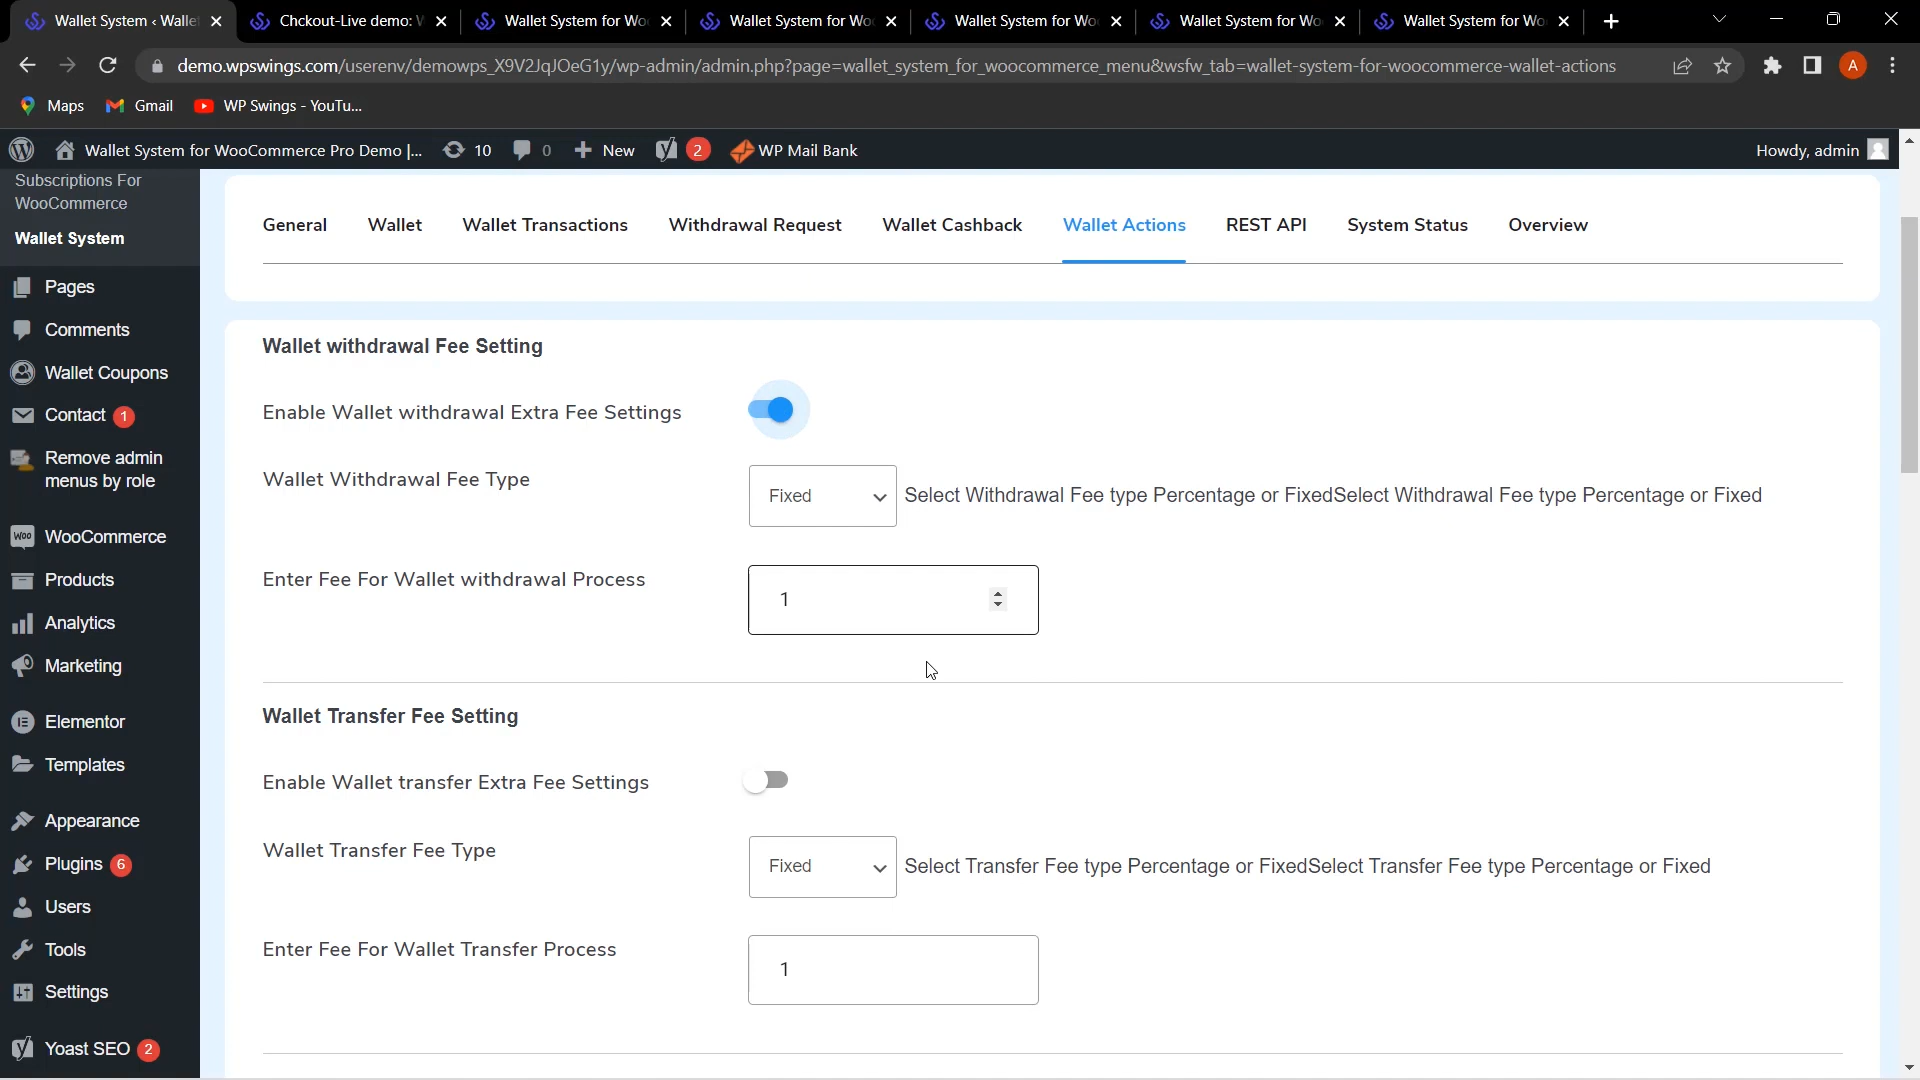 Wallet System ‹ Walle
Chckout-Live demo: W
Wallet System for Wo
Wallet System for Wo
Wallet System for Wo
Wallet System for Wo
Wallet System for Wo
demo.wpswings.com/userenv/demowps_X9V2JqJOeG1y/wp-admin/admin.php?page=wallet_system_for_woocommerce_menu&wsfw_tab=wallet-system-for-woocommerce-wallet-actions
A
Maps
Gmail
WP Swings - YouTu...
Wallet System for WooCommerce Pro Demo |...
10
0
New
2
WP Mail Bank
Howdy, admin
Subscriptions For
WooCommerce
Wallet System
Pages
Comments
Wallet Coupons
Contact 1
Remove admin
menus by role
Woo WooCommerce
Products
Analytics
Marketing
Elementor
Templates
Appearance
Plugins 6
Users
Tools
Settings
Yoast SEO 2
General
Wallet
Wallet Transactions
Withdrawal Request
Wallet Cashback
Wallet Actions
REST API
System Status
Overview
Wallet withdrawal Fee Setting
Enable Wallet withdrawal Extra Fee Settings
Wallet Withdrawal Fee Type
Fixed
Select Withdrawal Fee type Percentage or FixedSelect Withdrawal Fee type Percentage or Fixed
Enter Fee For Wallet withdrawal Process
1
Wallet Transfer Fee Setting
Enable Wallet transfer Extra Fee Settings
Wallet Transfer Fee Type
Fixed
Select Transfer Fee type Percentage or FixedSelect Transfer Fee type Percentage or Fixed
Enter Fee For Wallet Transfer Process
1